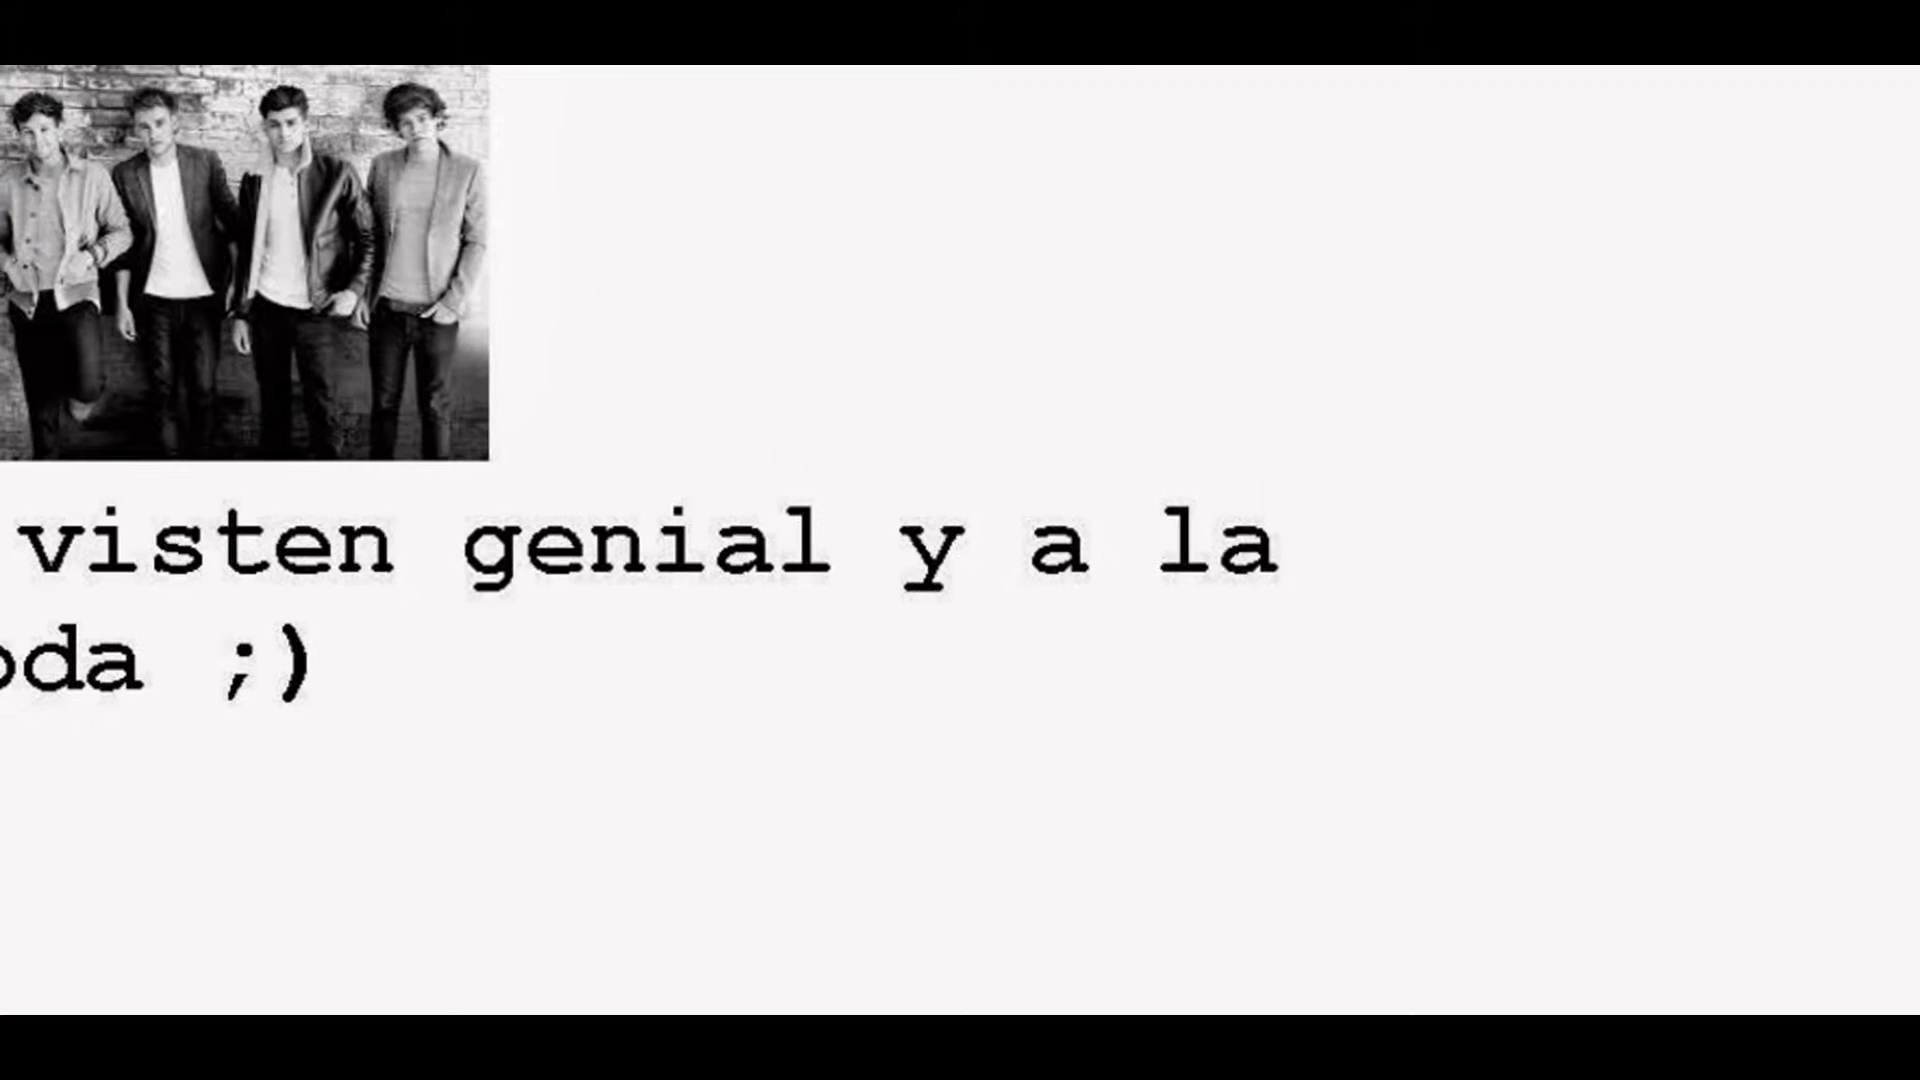 visten genial y a la
oda ;)